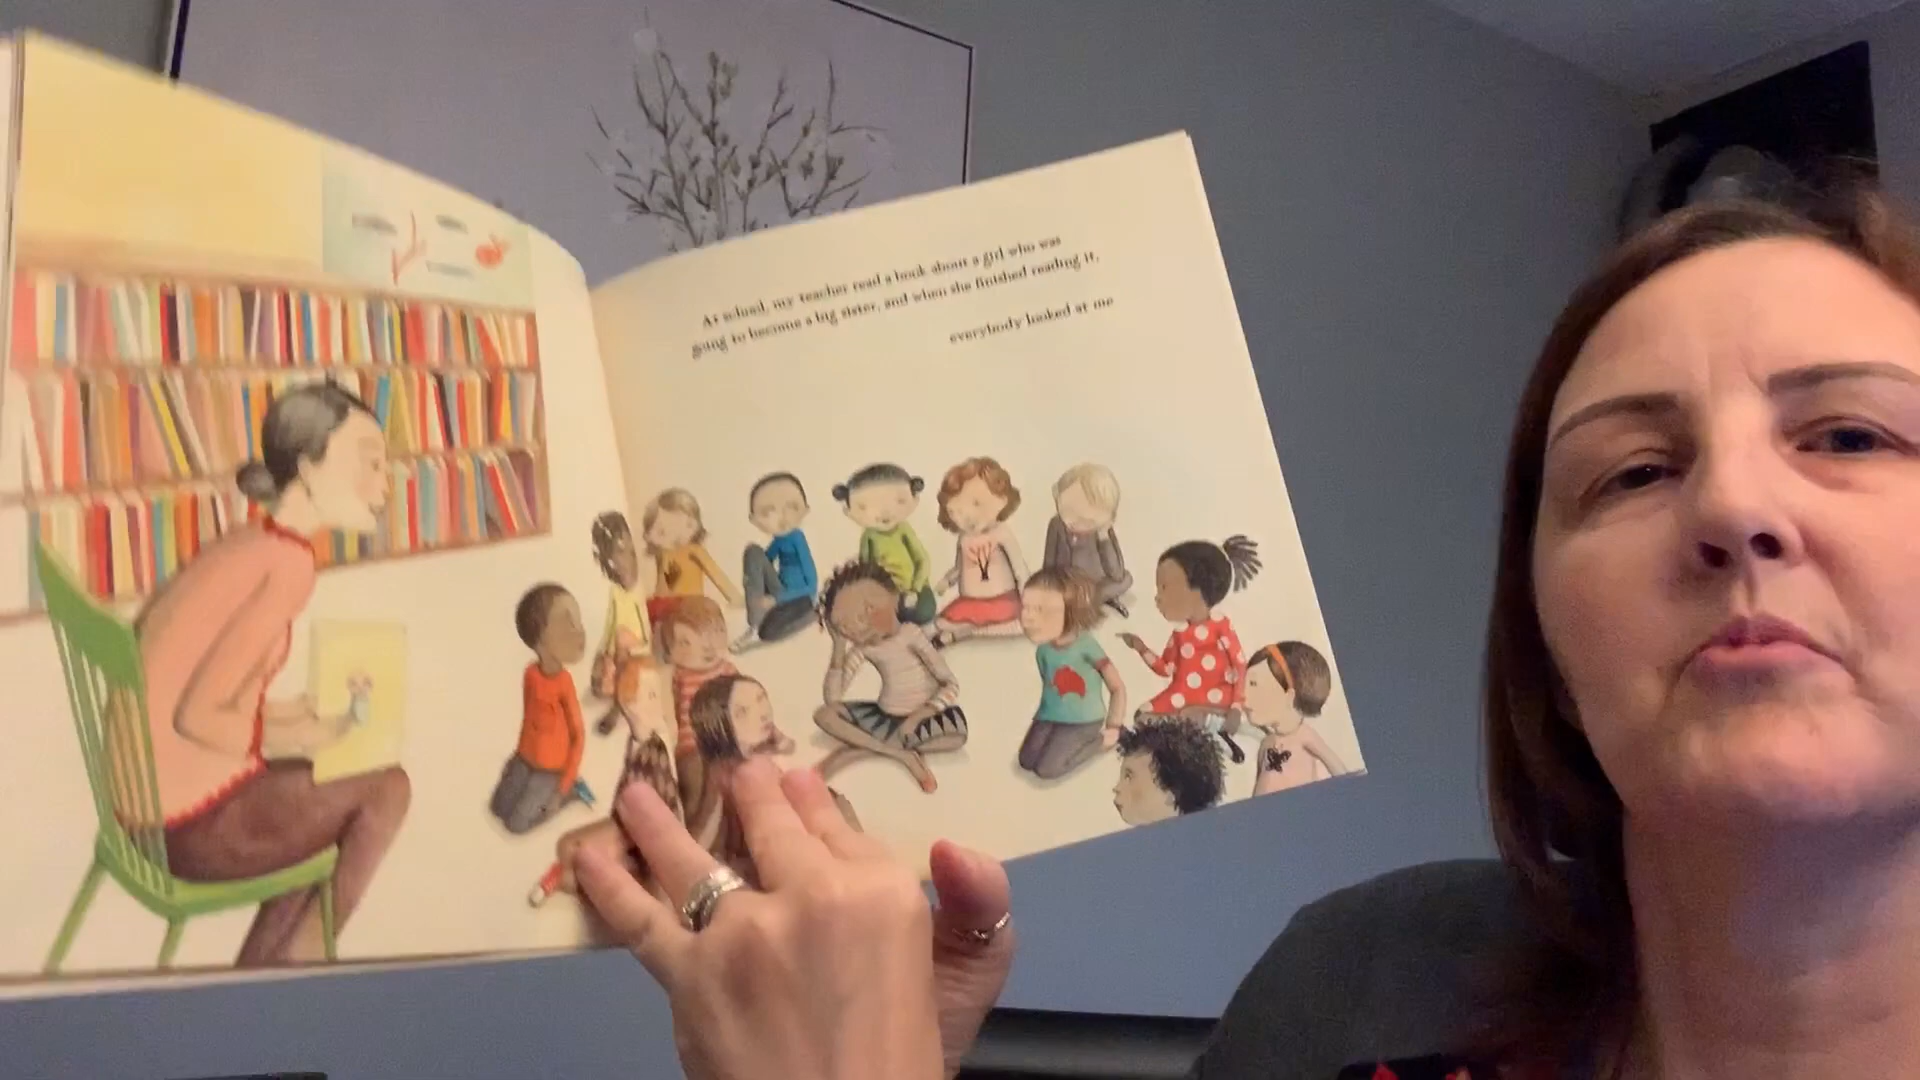 At school, my teacher read a book about a girl who was
going to become a big sister, and when she finished reading it,
everybody looked at me